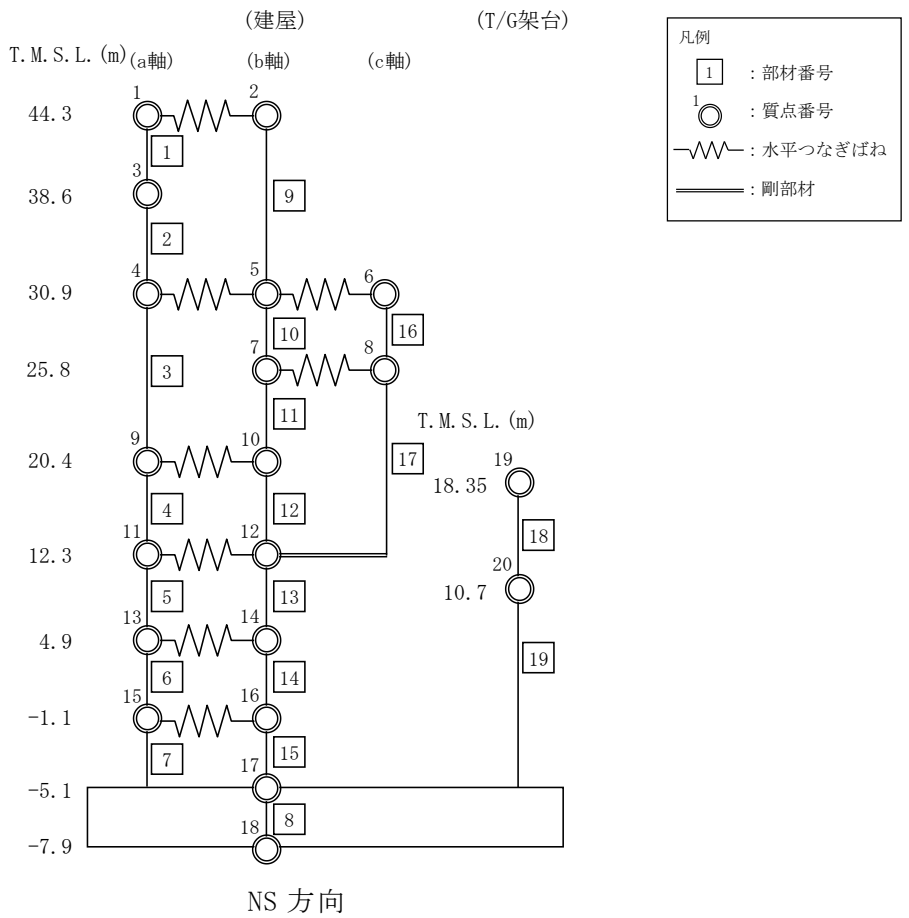 (建屋) (T/G架台)
T.M.S.L.(m) (a軸) (b軸) (c軸)
凡例
1 : 部材番号
1 : 質点番号
: 水平つなぎばね
: 剛部材
1 2
44.3
1
3
38.6 9
2
4 5 6
30.9
10 16
7 8
25.8 3
11
T.M.S.L.(m)
9 10 17 19
20.4
18.35
4 12 18
11 12 20
12.3
10.7
5 13
13 14
4.9 19
6 14
15 16
-1.1
7 15
17
-5.1
8
18
-7.9
NS 方向